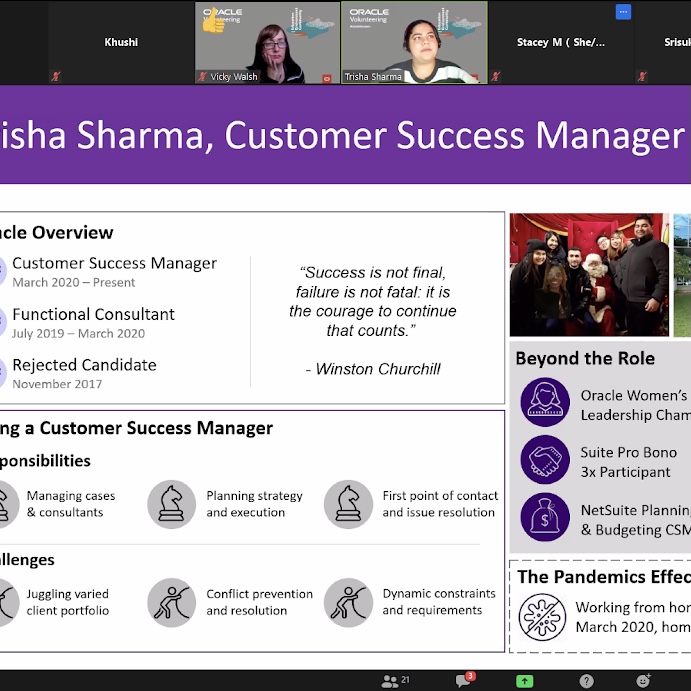 Khushi
ORACLE
Volunteering
Vicky Walsh
ORACLE
Volunteering
Trisha Sharma
Stacey M ( She/...
Srisuk
isha Sharma, Customer Success Manager
cle Overview
Customer Success Manager
March 2020 – Present
Functional Consultant
July 2019 – March 2020
Rejected Candidate
November 2017
“Success is not final,
failure is not fatal: it is
the courage to continue
that counts.”
- Winston Churchill
ng a Customer Success Manager
ponsibilities
Managing cases
& consultants
Planning strategy
and execution
First point of contact
and issue resolution
allenges
Juggling varied
client portfolio
Conflict prevention
and resolution
Dynamic constraints
and requirements
Beyond the Role
Oracle Women’s
Leadership Cham
Suite Pro Bono
3x Participant
$
NetSuite Planning
& Budgeting CSM
The Pandemics Effec
Working from hom
March 2020, hom
21
3
?